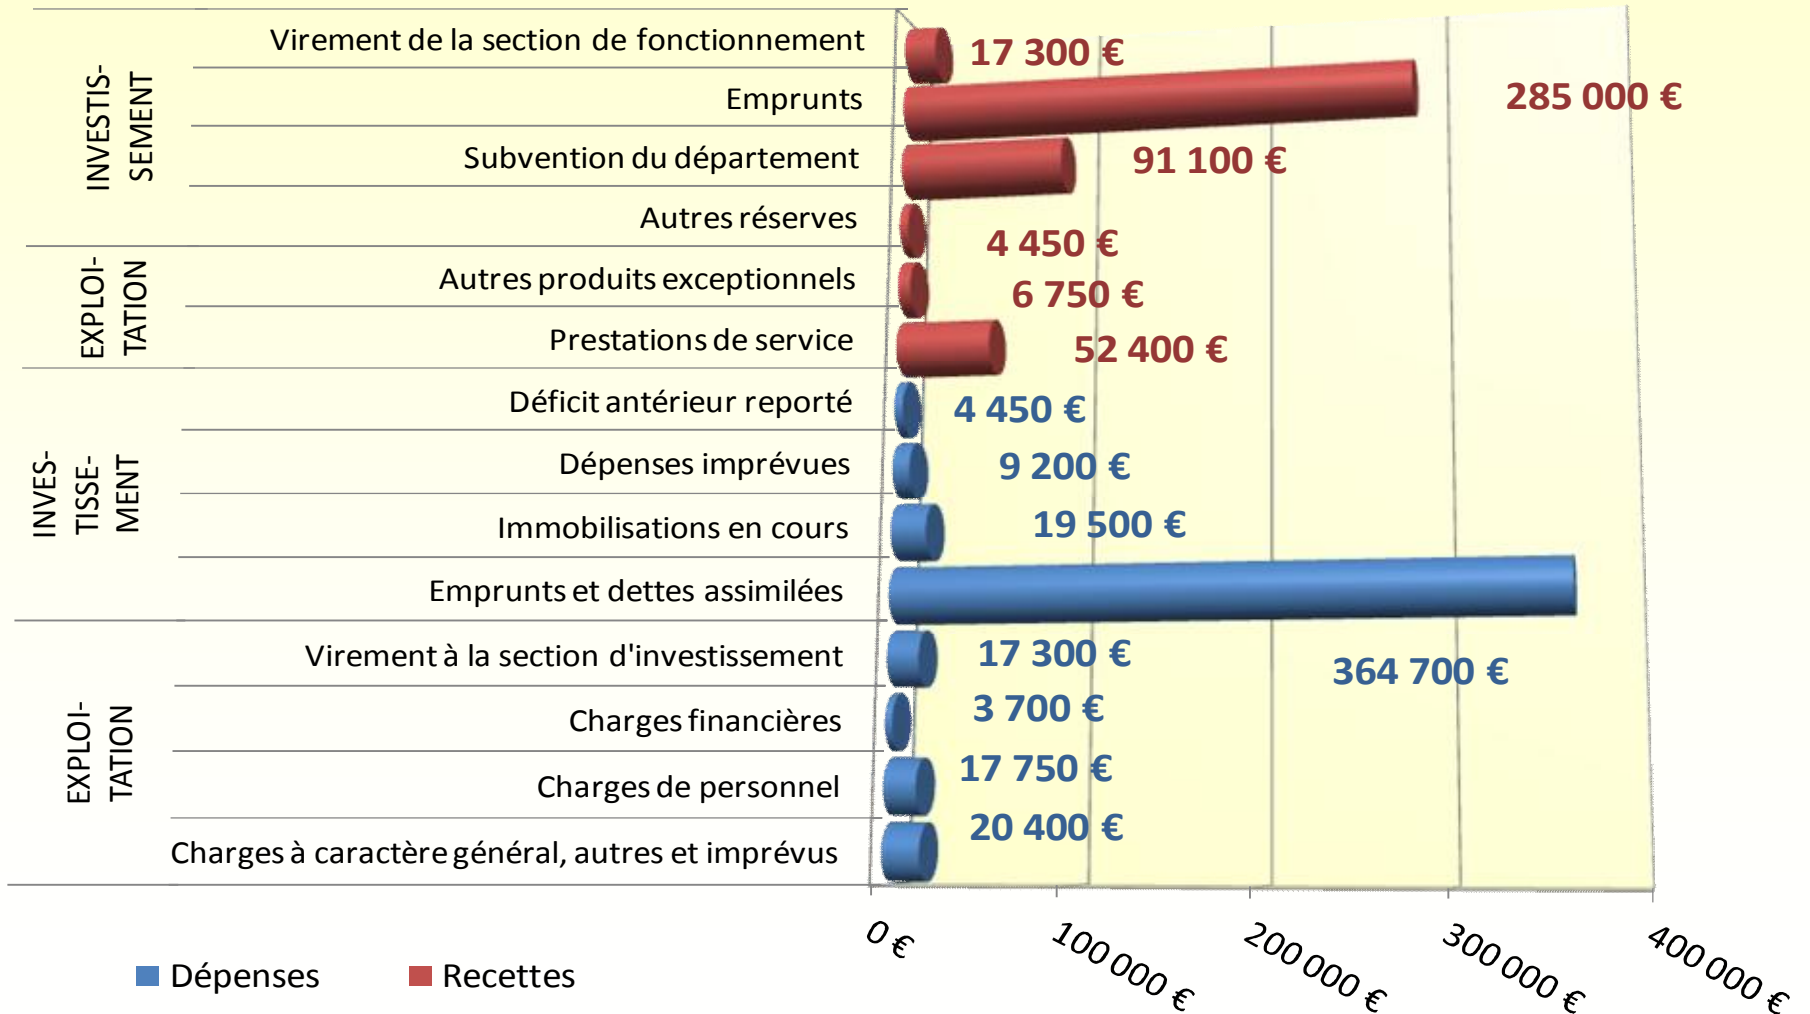 INVESTIS-
SEMENT
Virement de la section de fonctionnement
17 300 €
Emprunts
285 000 €
Subvention du département
91 100 €
Autres réserves
4 450 €
EXPLOI-
TATION
Autres produits exceptionnels
6 750 €
Prestations de service
52 400 €
INVES-
TISSE-
MENT
Déficit antérieur reporté
4 450 €
Dépenses imprévues
9 200 €
Immobilisations en cours
19 500 €
Emprunts et dettes assimilées
364 700 €
EXPLOI-
TATION
Virement à la section d'investissement
17 300 €
Charges financières
3 700 €
Charges de personnel
17 750 €
Charges à caractère général, autres et imprévus
20 400 €
0 €
100 000 €
200 000 €
300 000 €
400 000 €
Dépenses
Recettes